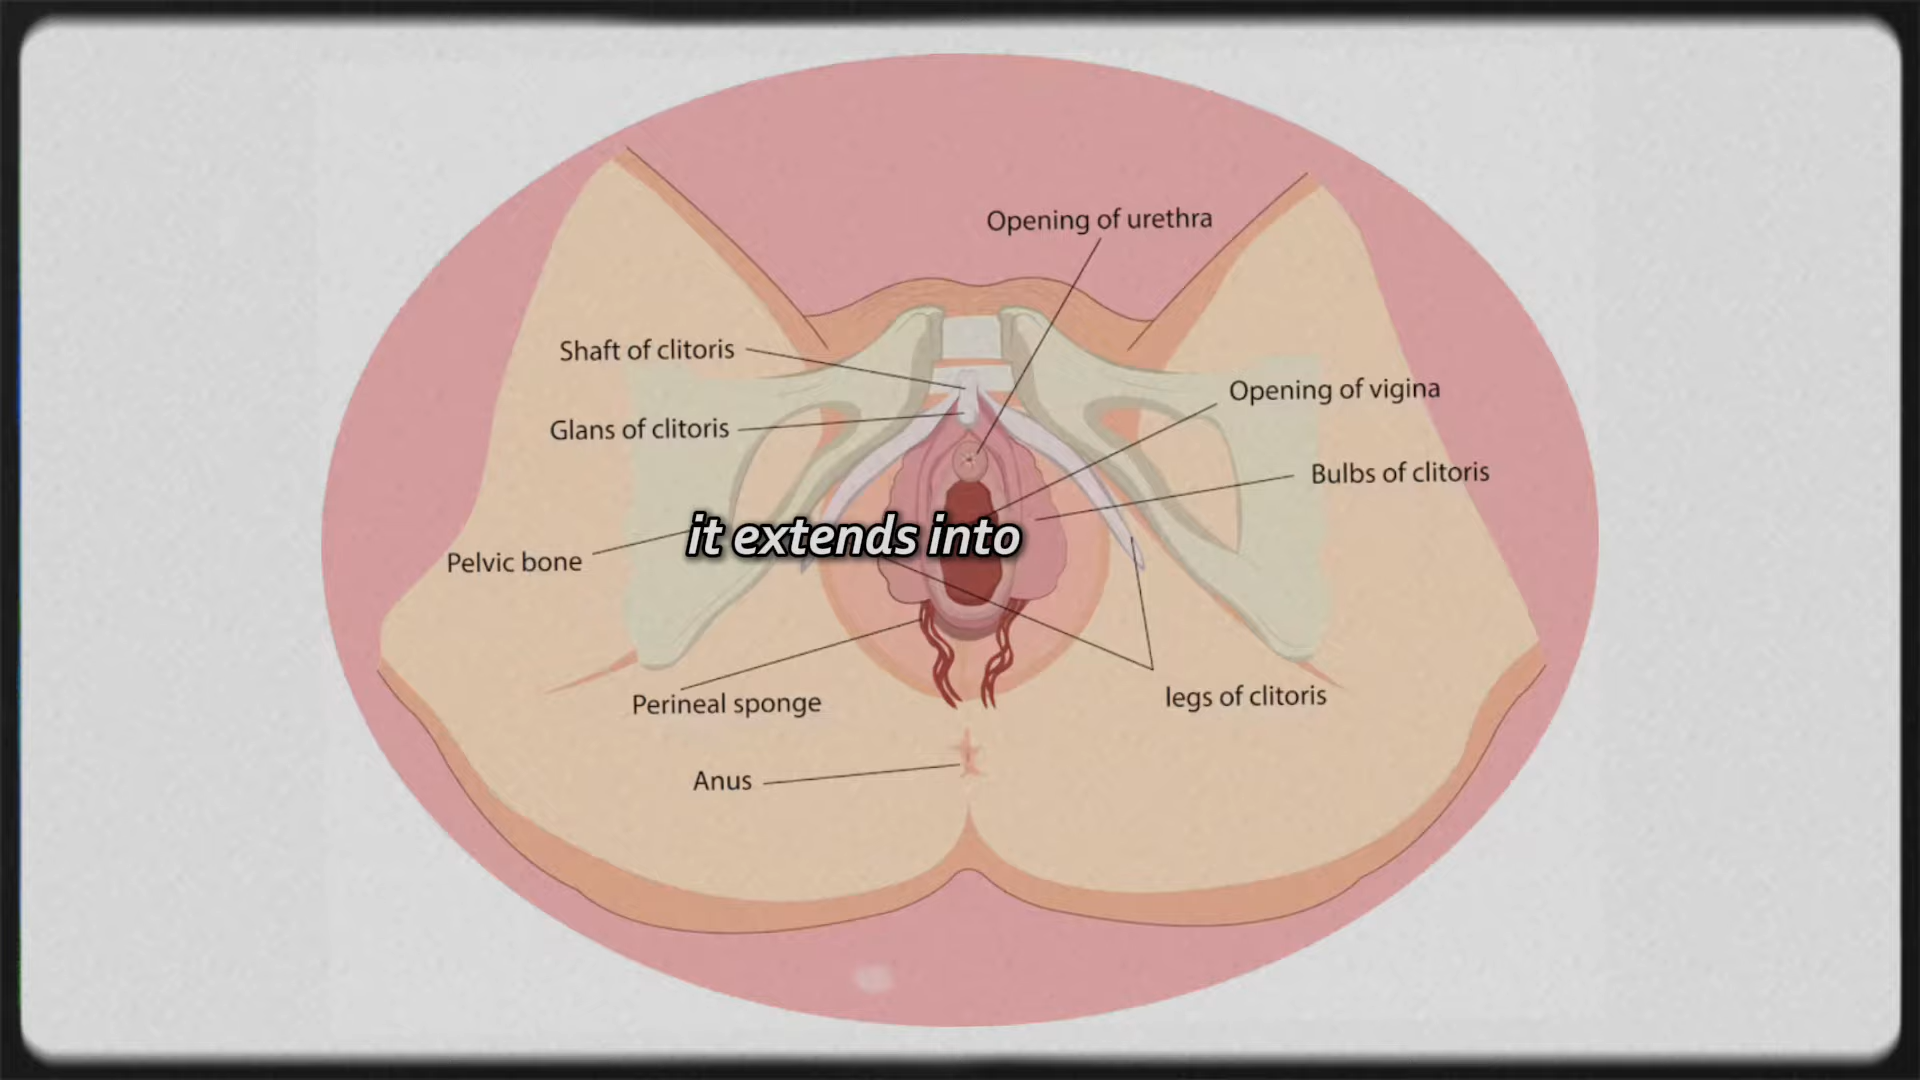 Opening of urethra
Shaft of clitoris
Opening of vigina
Glans of clitoris
Bulbs of clitoris
it extends into
Pelvic bone
legs of clitoris
Perineal sponge
Anus